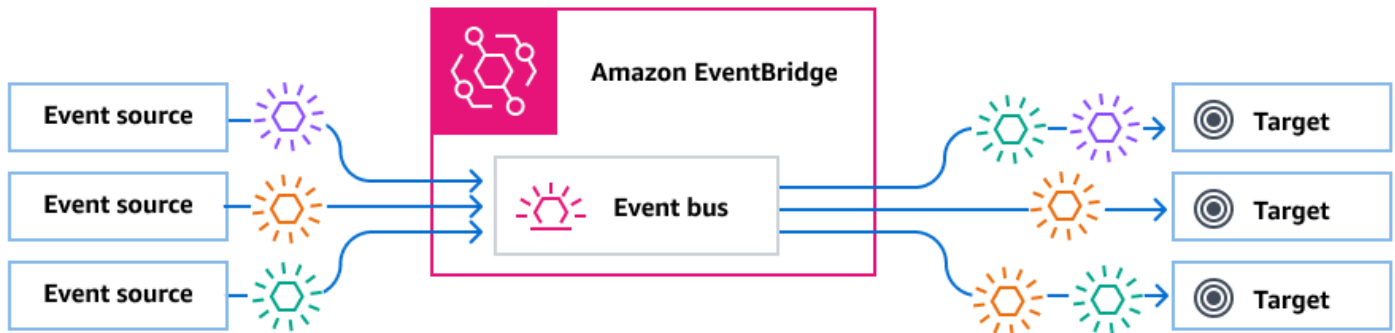 Amazon EventBridge
Event source
Event source
Event source
Event bus
Target
Target
Target